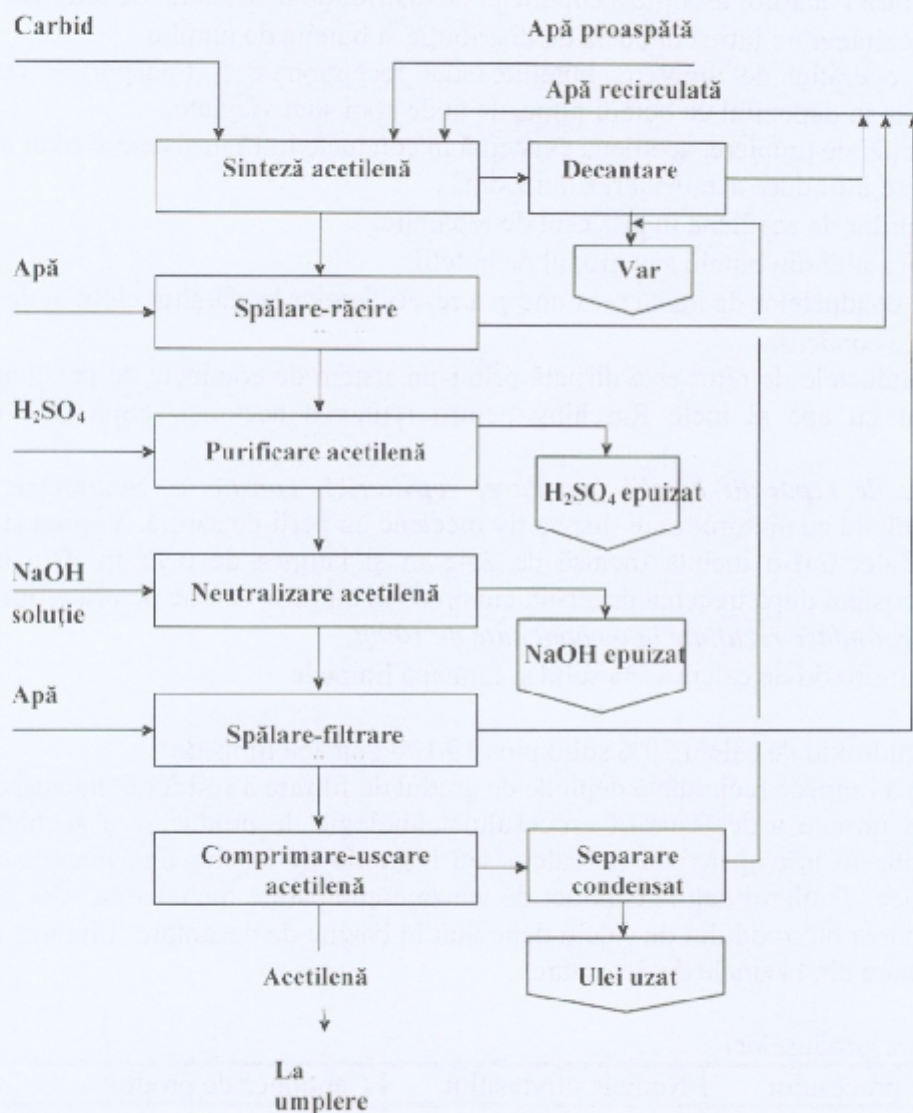 Carbid
Apă proaspătă
Apă recirculată
Sinteză acetilenă
Decantare
Var
Apă
Spălare-răcire
H₂SO₄
Purificare acetilenă
H₂SO₄ epuizat
NaOH
soluție
Neutralizare acetilenă
NaOH epuizat
Apă
Spălare-filtrare
Comprimare-uscare
acetilenă
Separare
condensat
Acetilenă
Ulei uzat
La
umplere